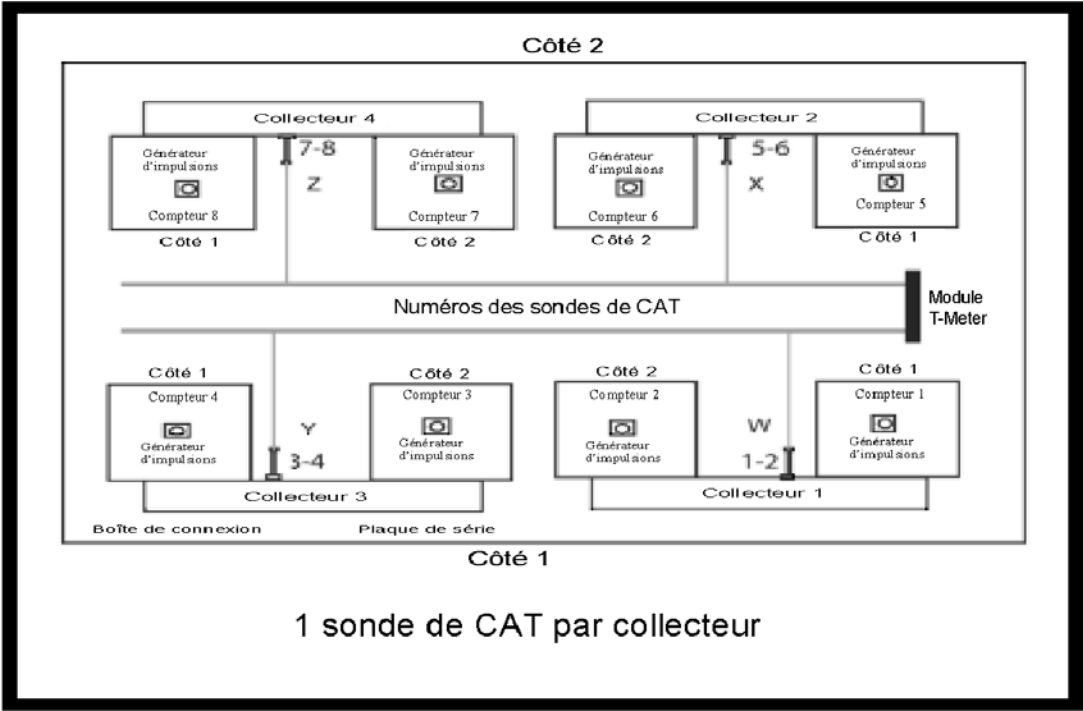 Côté 2
Collecteur 4
Collecteur 2
Générateur
d'impulsions
Compteur 8
7-8
Z
Générateur
d'impulsions
Compteur 7
Générateur
d'impulsions
Compteur 6
5-6
X
Générateur
d'impulsions
Compteur 5
Côté 1
Côté 2
Côté 2
Côté 1
Numéros des sondes de CAT
Module
T-Meter
Côté 1
Côté 2
Côté 2
Côté 1
Compteur 4
Générateur
d'impulsions
Y
3-4
Compteur 3
Générateur
d'impulsions
Compteur 2
Générateur
d'impulsions
W
1-2
Compteur 1
Générateur
d'impulsions
Collecteur 3
Collecteur 1
Boîte de connexion
Plaque de série
Côté 1
1 sonde de CAT par collecteur